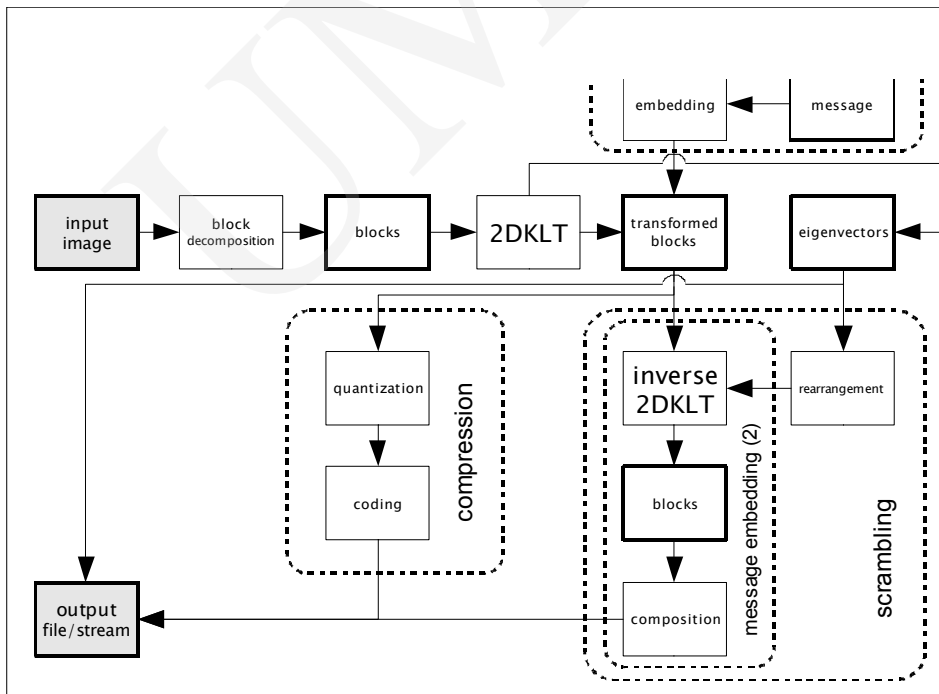 UM
embedding
message
input
image
block
decomposition
blocks
2DKLT
transformed
blocks
eigenvectors
quantization
coding
compression
inverse
2DKLT
rearrangement
blocks
composition
message embedding (2)
scrambling
output
file/stream